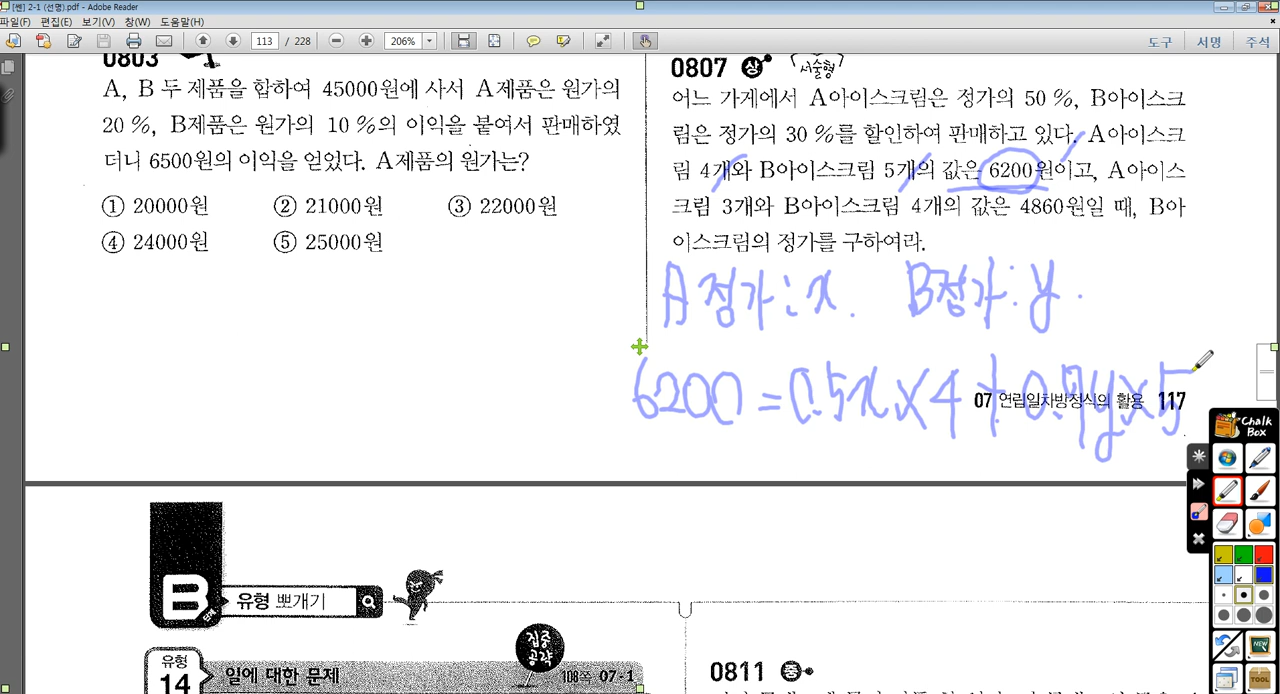 [쎈] 2-1 (선명).pdf - Adobe Reader
파일(F) 편집(E) 보기(V) 창(W) 도움말(H)
113 / 228 206% 도구 서명 주석
0803
A, B 두 제품을 합하여 45000원에 사서 A제품은 원가의
20 %, B제품은 원가의 10 %의 이익을 붙여서 판매하였
더니 6500원의 이익을 얻었다. A제품의 원가는?
① 20000원 ② 21000원 ③ 22000원
④ 24000원 ⑤ 25000원
0807 상 서술형
어느 가게에서 A아이스크림은 정가의 50 %, B아이스크
림은 정가의 30 %를 할인하여 판매하고 있다. A아이스크
림 4개와 B아이스크림 5개의 값은 6200원이고, A아이스
크림 3개와 B아이스크림 4개의 값은 4860원일 때, B아
이스크림의 정가를 구하여라.
A 정가 : x. B정가 : y.
6200 = 0.5x × 4 + 0.7y × 5
07 연립일차방정식의 활용 117
Chalk Box
NEW
TOOL
B 유형 뽀개기
집중 공략
유형 14 일에 대한 문제 108쪽 07-1
0811 중